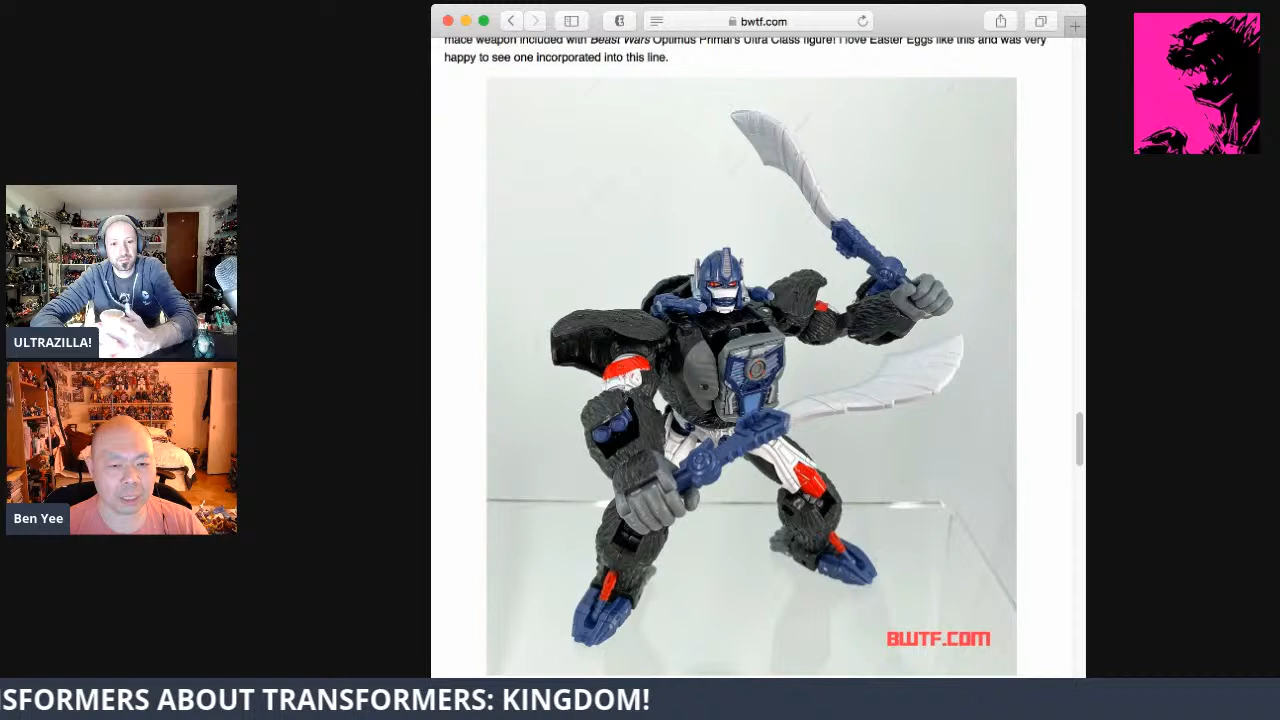 bwtf.com
mace weapon included with Beast Wars Optimus Primal's Ultra Class figure! I love Easter Eggs like this and was very
happy to see one incorporated into this line.
ULTRAZILLA!
Ben Yee
BWTF.COM
NSFORMERS ABOUT TRANSFORMERS: KINGDOM!